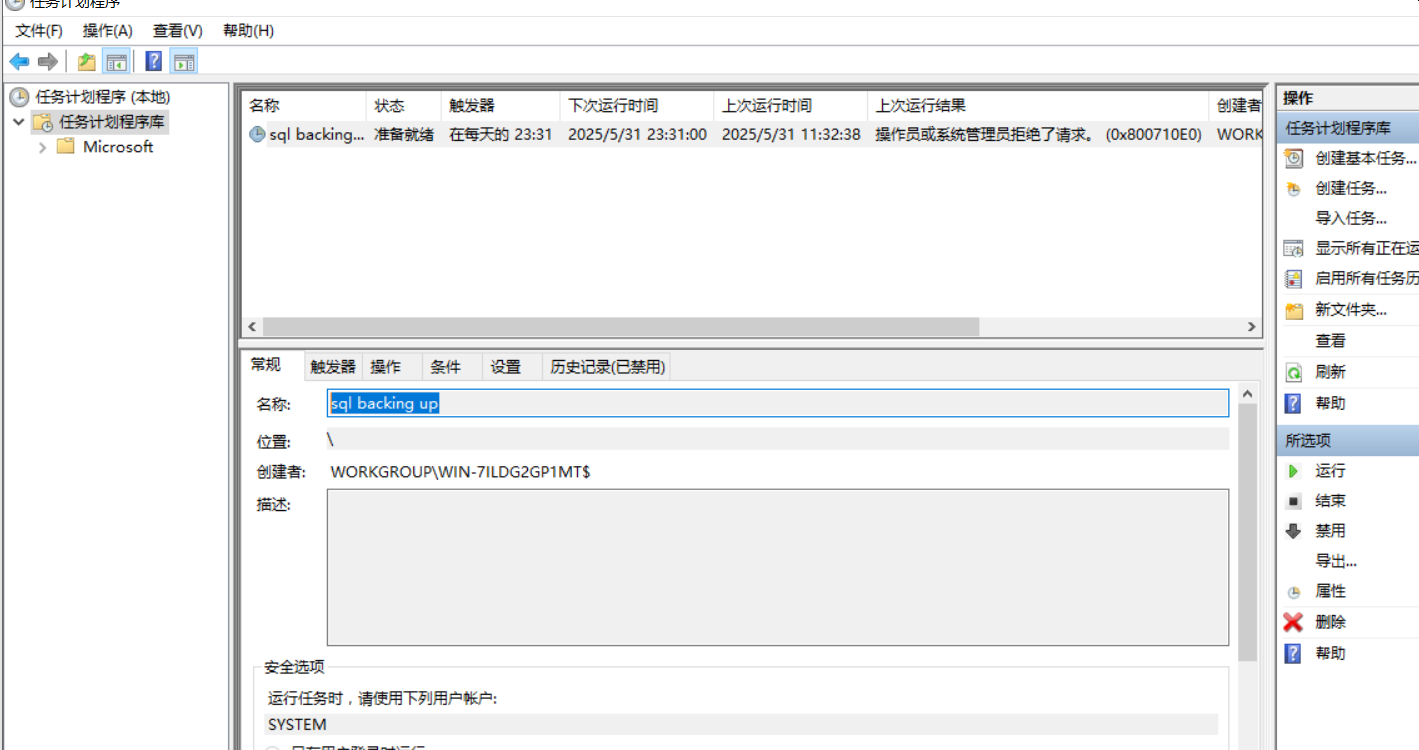 任务计划程序
文件(F) 操作(A) 查看(V) 帮助(H)
任务计划程序 (本地)
任务计划程序库
Microsoft
名称 状态 触发器 下次运行时间 上次运行时间 上次运行结果 创建者
sql backing... 准备就绪 在每天的 23:31 2025/5/31 23:31:00 2025/5/31 11:32:38 操作员或系统管理员拒绝了请求。 (0x800710E0) WORK
常规 触发器 操作 条件 设置 历史记录(已禁用)
名称: sql backing up
位置: \
创建者: WORKGROUP\WIN-7ILDG2GP1MT$
描述:
安全选项
运行任务时，请使用下列用户帐户:
SYSTEM
只在用户登录时运行
操作
任务计划程序库
创建基本任务...
创建任务...
导入任务...
显示所有正在运
启用所有任务历
新文件夹...
查看
刷新
帮助
所选项
运行
结束
禁用
导出...
属性
删除
帮助